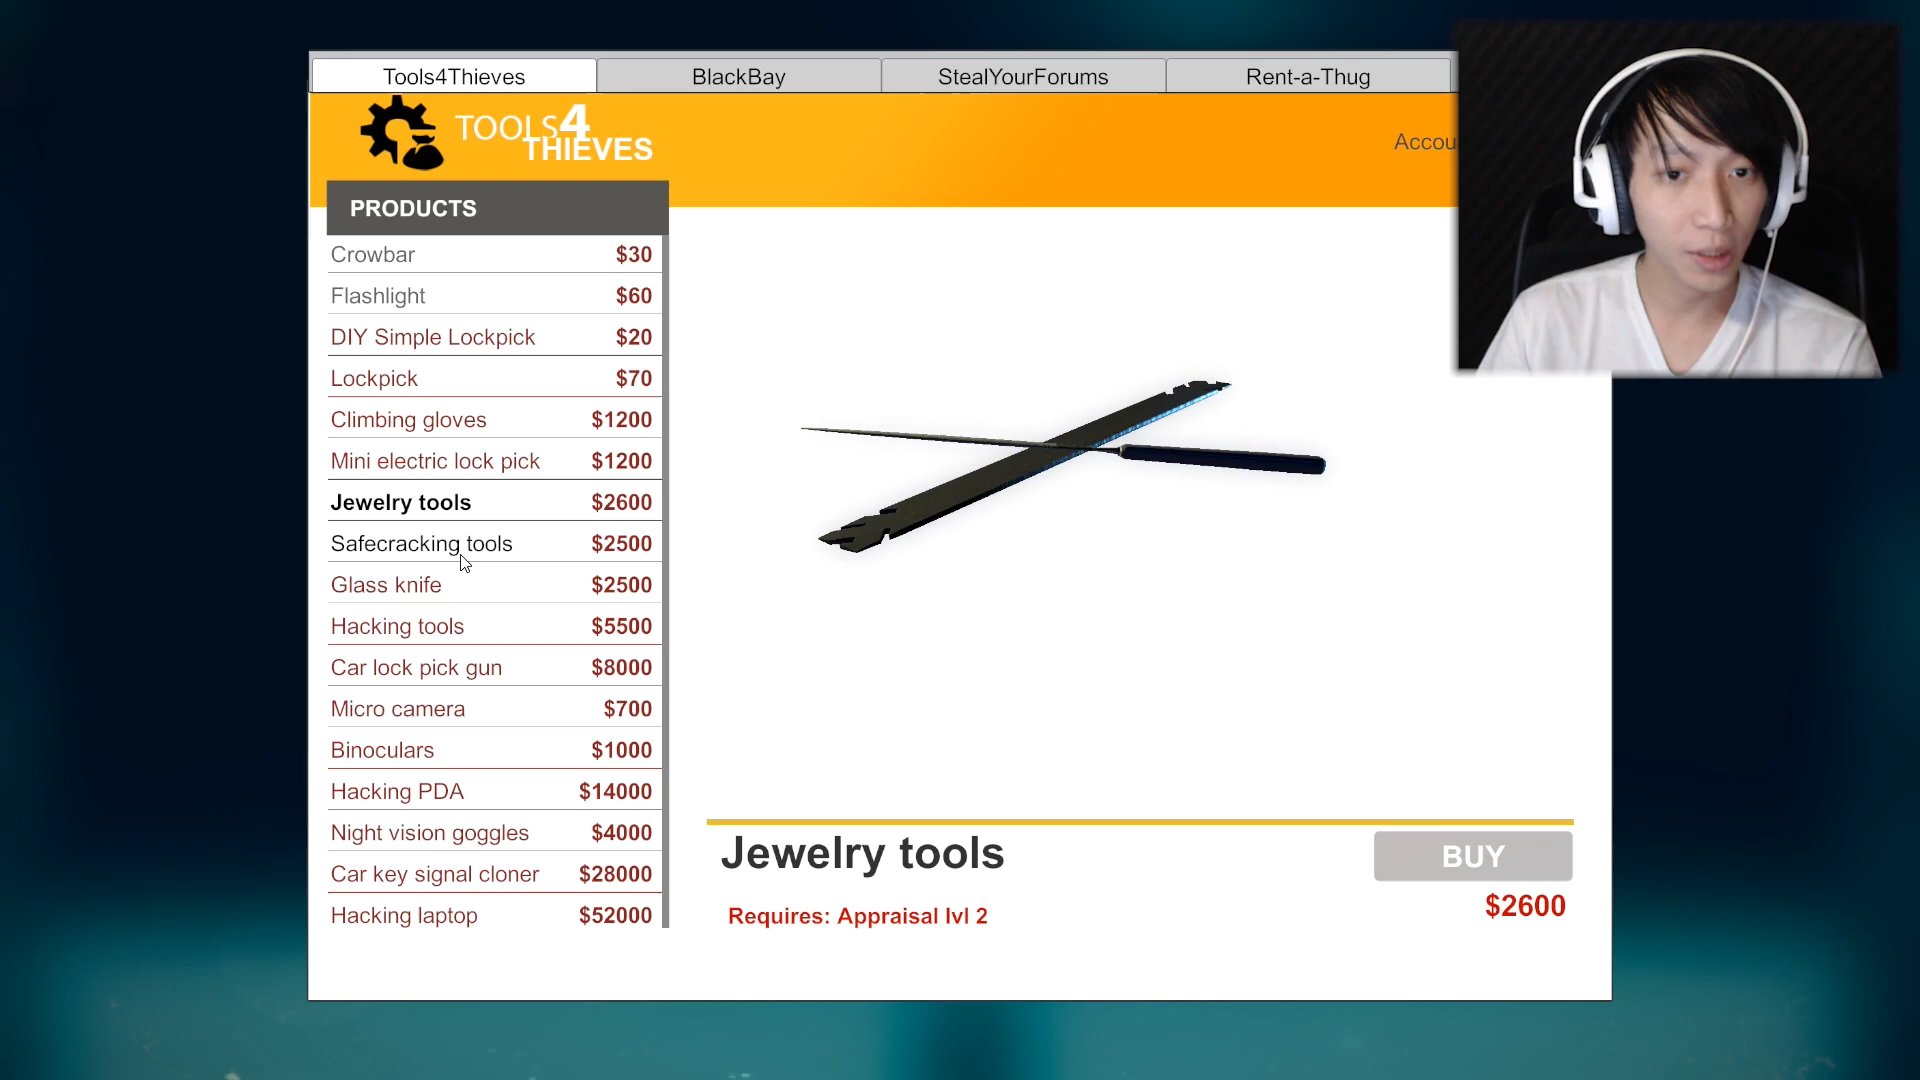 Tools4Thieves BlackBay StealYourForums Rent-a-Thug
TOOLS4
THIEVES
Accou
PRODUCTS
Crowbar $30
Flashlight $60
DIY Simple Lockpick $20
Lockpick $70
Climbing gloves $1200
Mini electric lock pick $1200
Jewelry tools $2600
Safecracking tools $2500
Glass knife $2500
Hacking tools $5500
Car lock pick gun $8000
Micro camera $700
Binoculars $1000
Hacking PDA $14000
Night vision goggles $4000
Car key signal cloner $28000
Hacking laptop $52000
Jewelry tools
BUY
Requires: Appraisal lvl 2
$2600